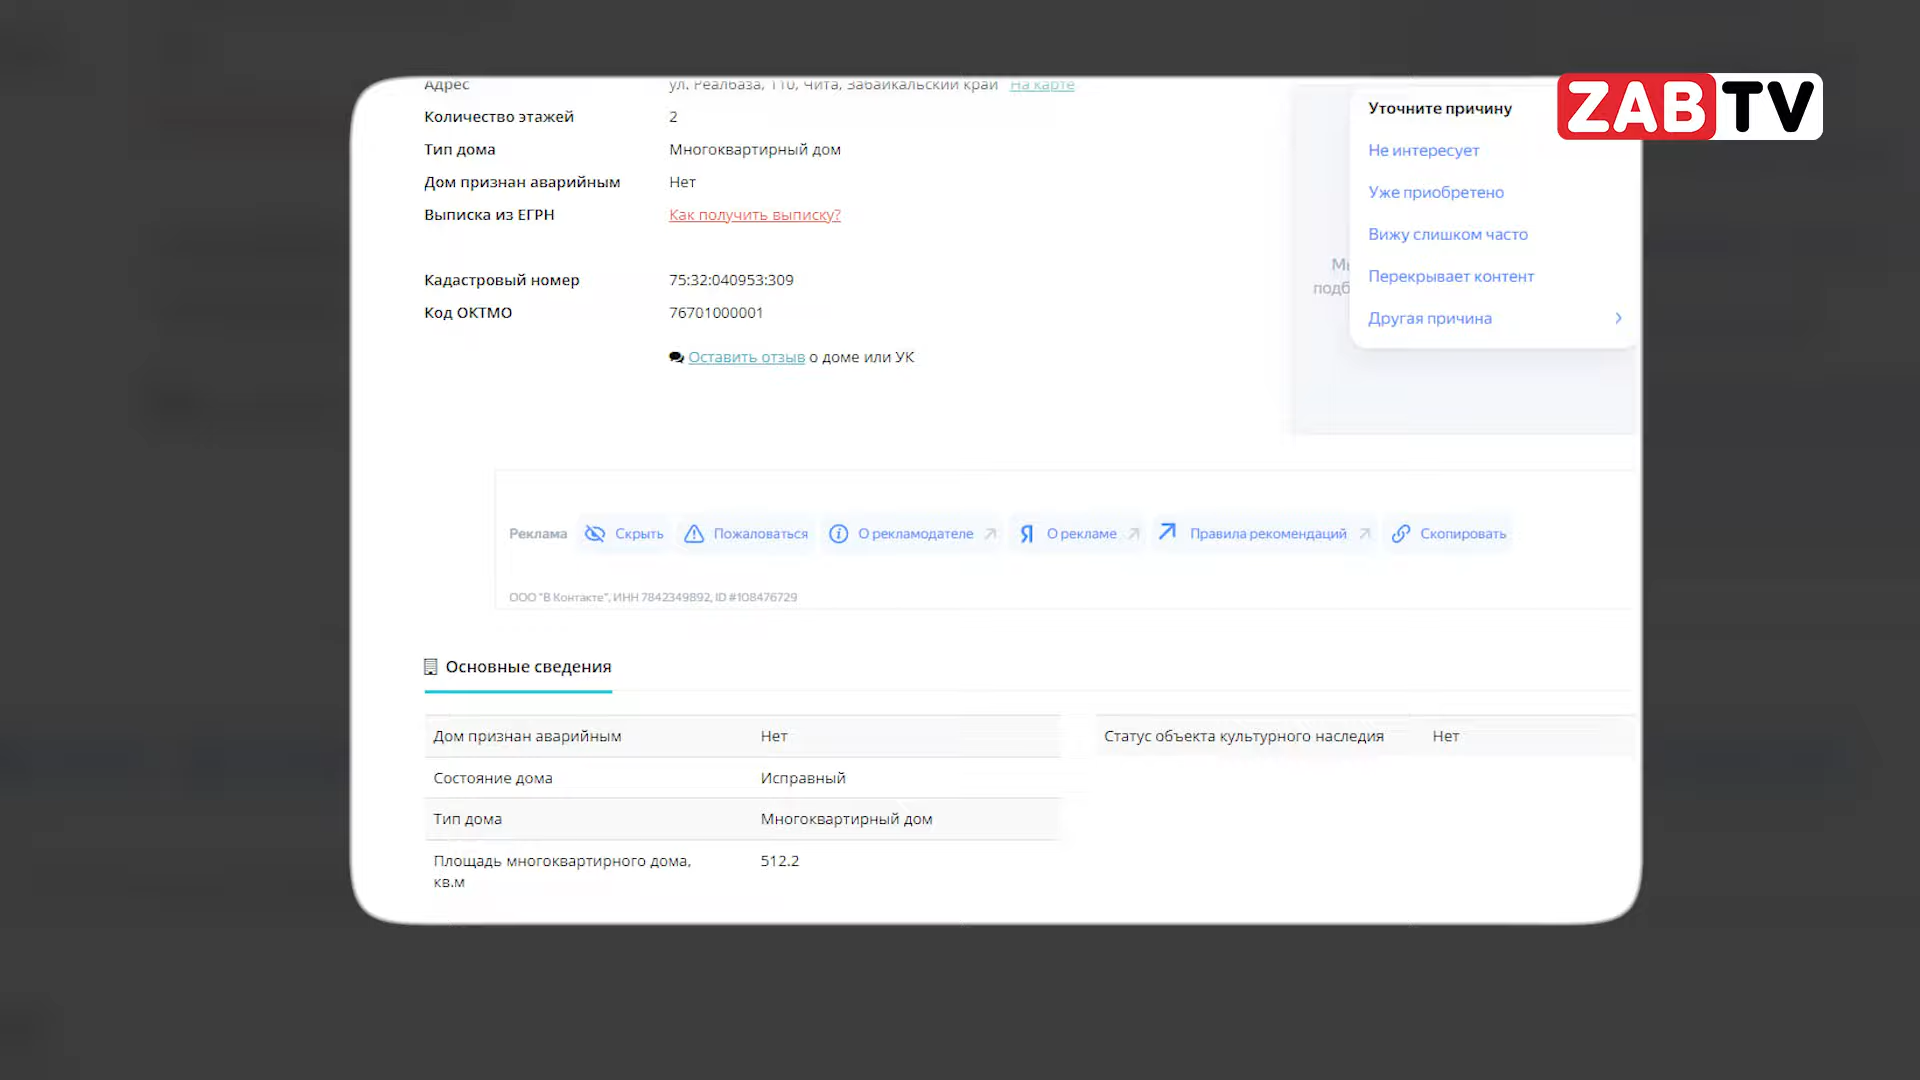 Адрес ул. Реалбаза, 110, Чита, Забайкальский край На карте
Количество этажей 2
Тип дома Многоквартирный дом
Дом признан аварийным Нет
Выписка из ЕГРН Как получить выписку?
Кадастровый номер 75:32:040953:309
Код ОКТМО 76701000001
Оставить отзыв о доме или УК
ZABTV
Уточните причину
Не интересует
Уже приобретено
Вижу слишком часто
Перекрывает контент
Другая причина
Реклама Скрыть Пожаловаться О рекламодателе О рекламе Правила рекомендаций Скопировать
ООО "В Контакте", ИНН 7842349892, ID #108476729
Основные сведения
Дом признан аварийным Нет
Состояние дома Исправный
Тип дома Многоквартирный дом
Площадь многоквартирного дома, 512.2
кв.м
Статус объекта культурного наследия Нет